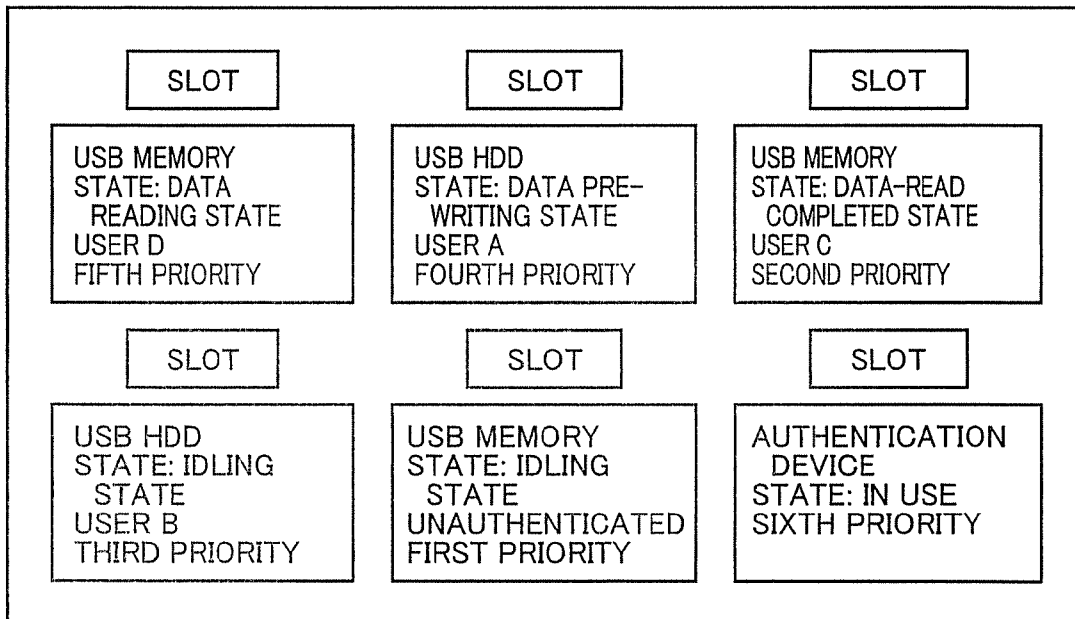 SLOT
USB MEMORY
STATE: DATA
READING STATE
USER D
FIFTH PRIORITY
SLOT
USB HDD
STATE: DATA PRE-
WRITING STATE
USER A
FOURTH PRIORITY
SLOT
USB MEMORY
STATE: DATA-READ
COMPLETED STATE
USER C
SECOND PRIORITY
SLOT
USB HDD
STATE: IDLING
STATE
USER B
THIRD PRIORITY
SLOT
USB MEMORY
STATE: IDLING
STATE
UNAUTHENTICATED
FIRST PRIORITY
SLOT
AUTHENTICATION
DEVICE
STATE: IN USE
SIXTH PRIORITY